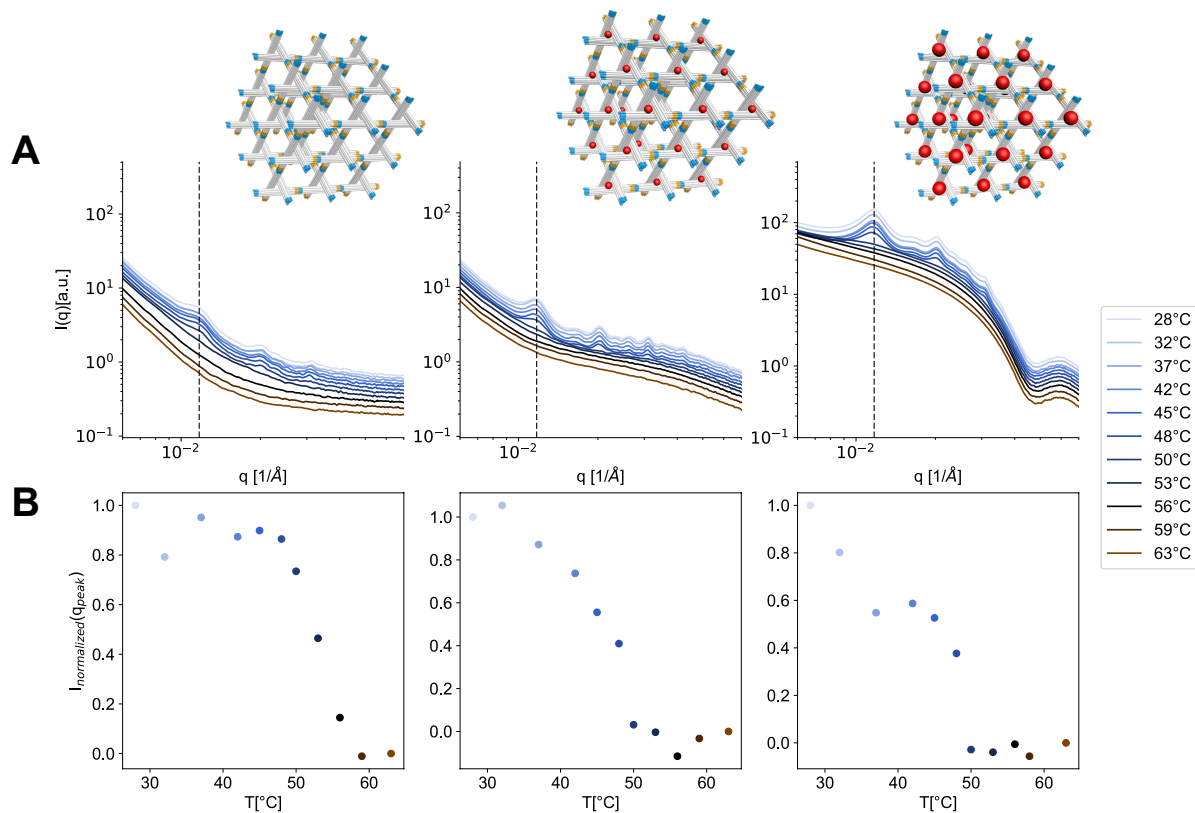 A
I(q)[a.u.]
10² 10¹ 10⁰ 10⁻¹
10⁻²
q [1/Å]
10² 10¹ 10⁰ 10⁻¹
10⁻²
q [1/Å]
10² 10¹ 10⁰ 10⁻¹
10⁻²
q [1/Å]
28°C
32°C
37°C
42°C
45°C
48°C
50°C
53°C
56°C
59°C
63°C
B
I_normalized(q_peak)
1.0 0.8 0.6 0.4 0.2 0.0
30 40 50 60
T[°C]
1.0 0.8 0.6 0.4 0.2 0.0
30 40 50 60
T[°C]
1.0 0.8 0.6 0.4 0.2 0.0
30 40 50 60
T[°C]